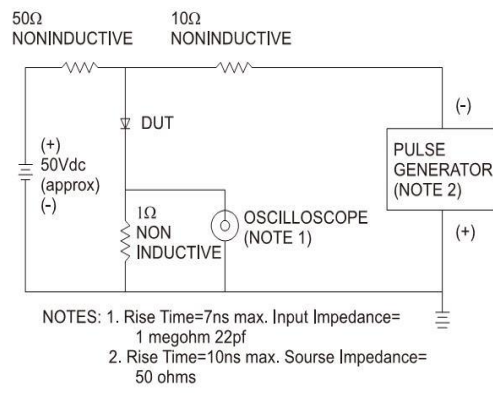 50Ω
NONINDUCTIVE
10Ω
NONINDUCTIVE
DUT
(+)
50Vdc
(approx)
(-)
(-)
PULSE
GENERATOR
(NOTE 2)
(+)
1Ω
NON
INDUCTIVE
OSCILLOSCOPE
(NOTE 1)
NOTES: 1. Rise Time=7ns max. Input Impedance=
1 megohm 22pf
2. Rise Time=10ns max. Sourse Impedance=
50 ohms